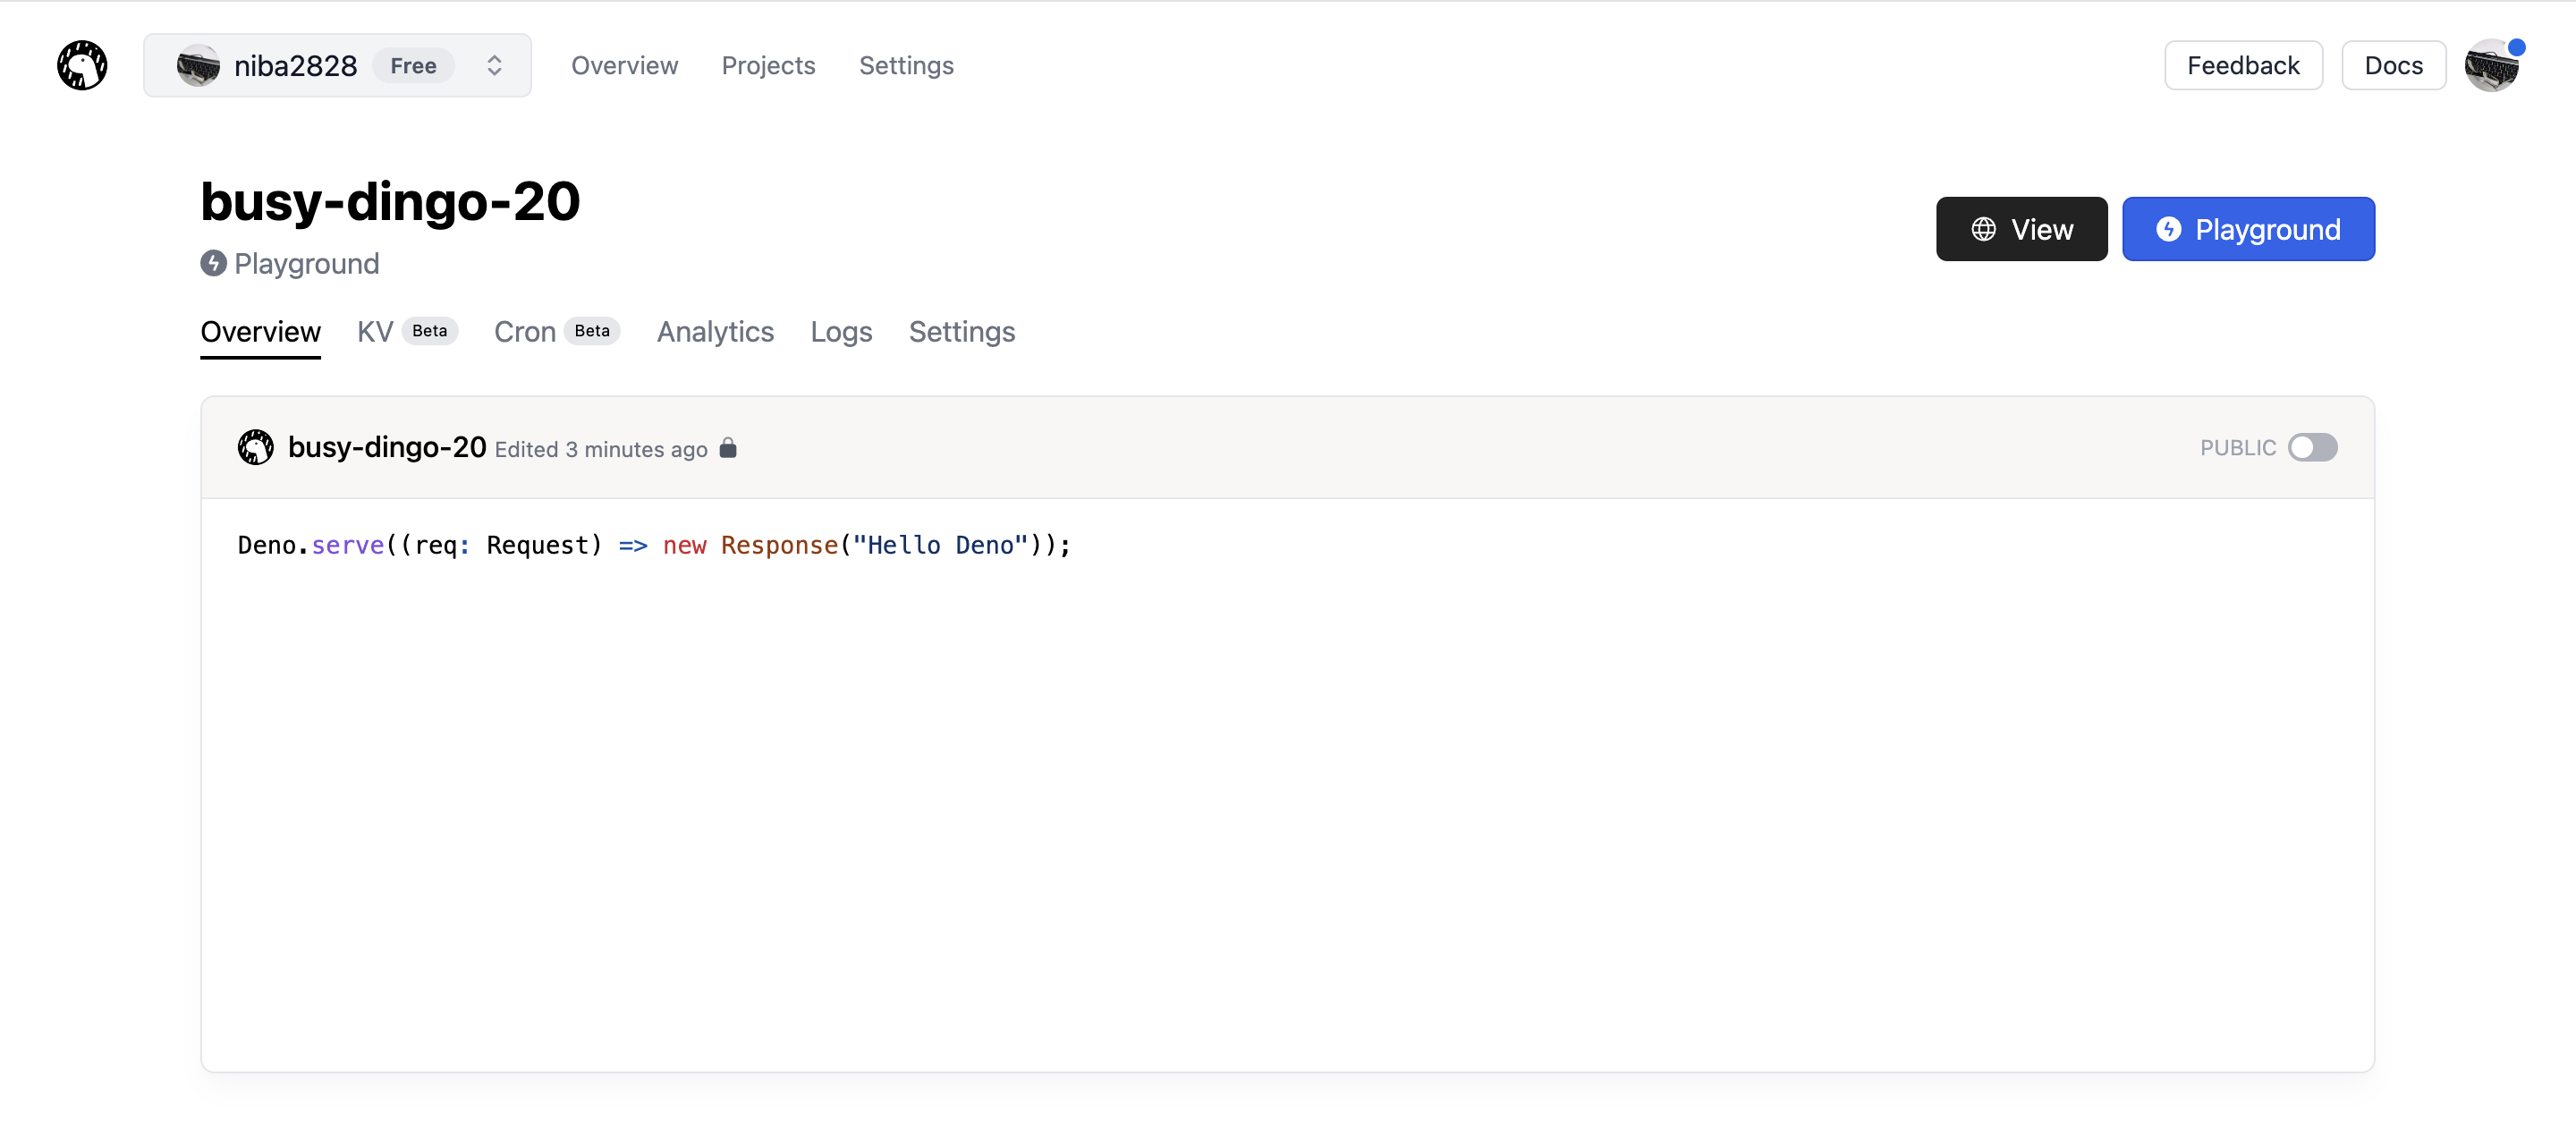 niba2828 Free Overview Projects Settings Feedback Docs
busy-dingo-20
Playground
View Playground
Overview KV Beta Cron Beta Analytics Logs Settings
busy-dingo-20 Edited 3 minutes ago PUBLIC
Deno.serve((req: Request) => new Response("Hello Deno"));